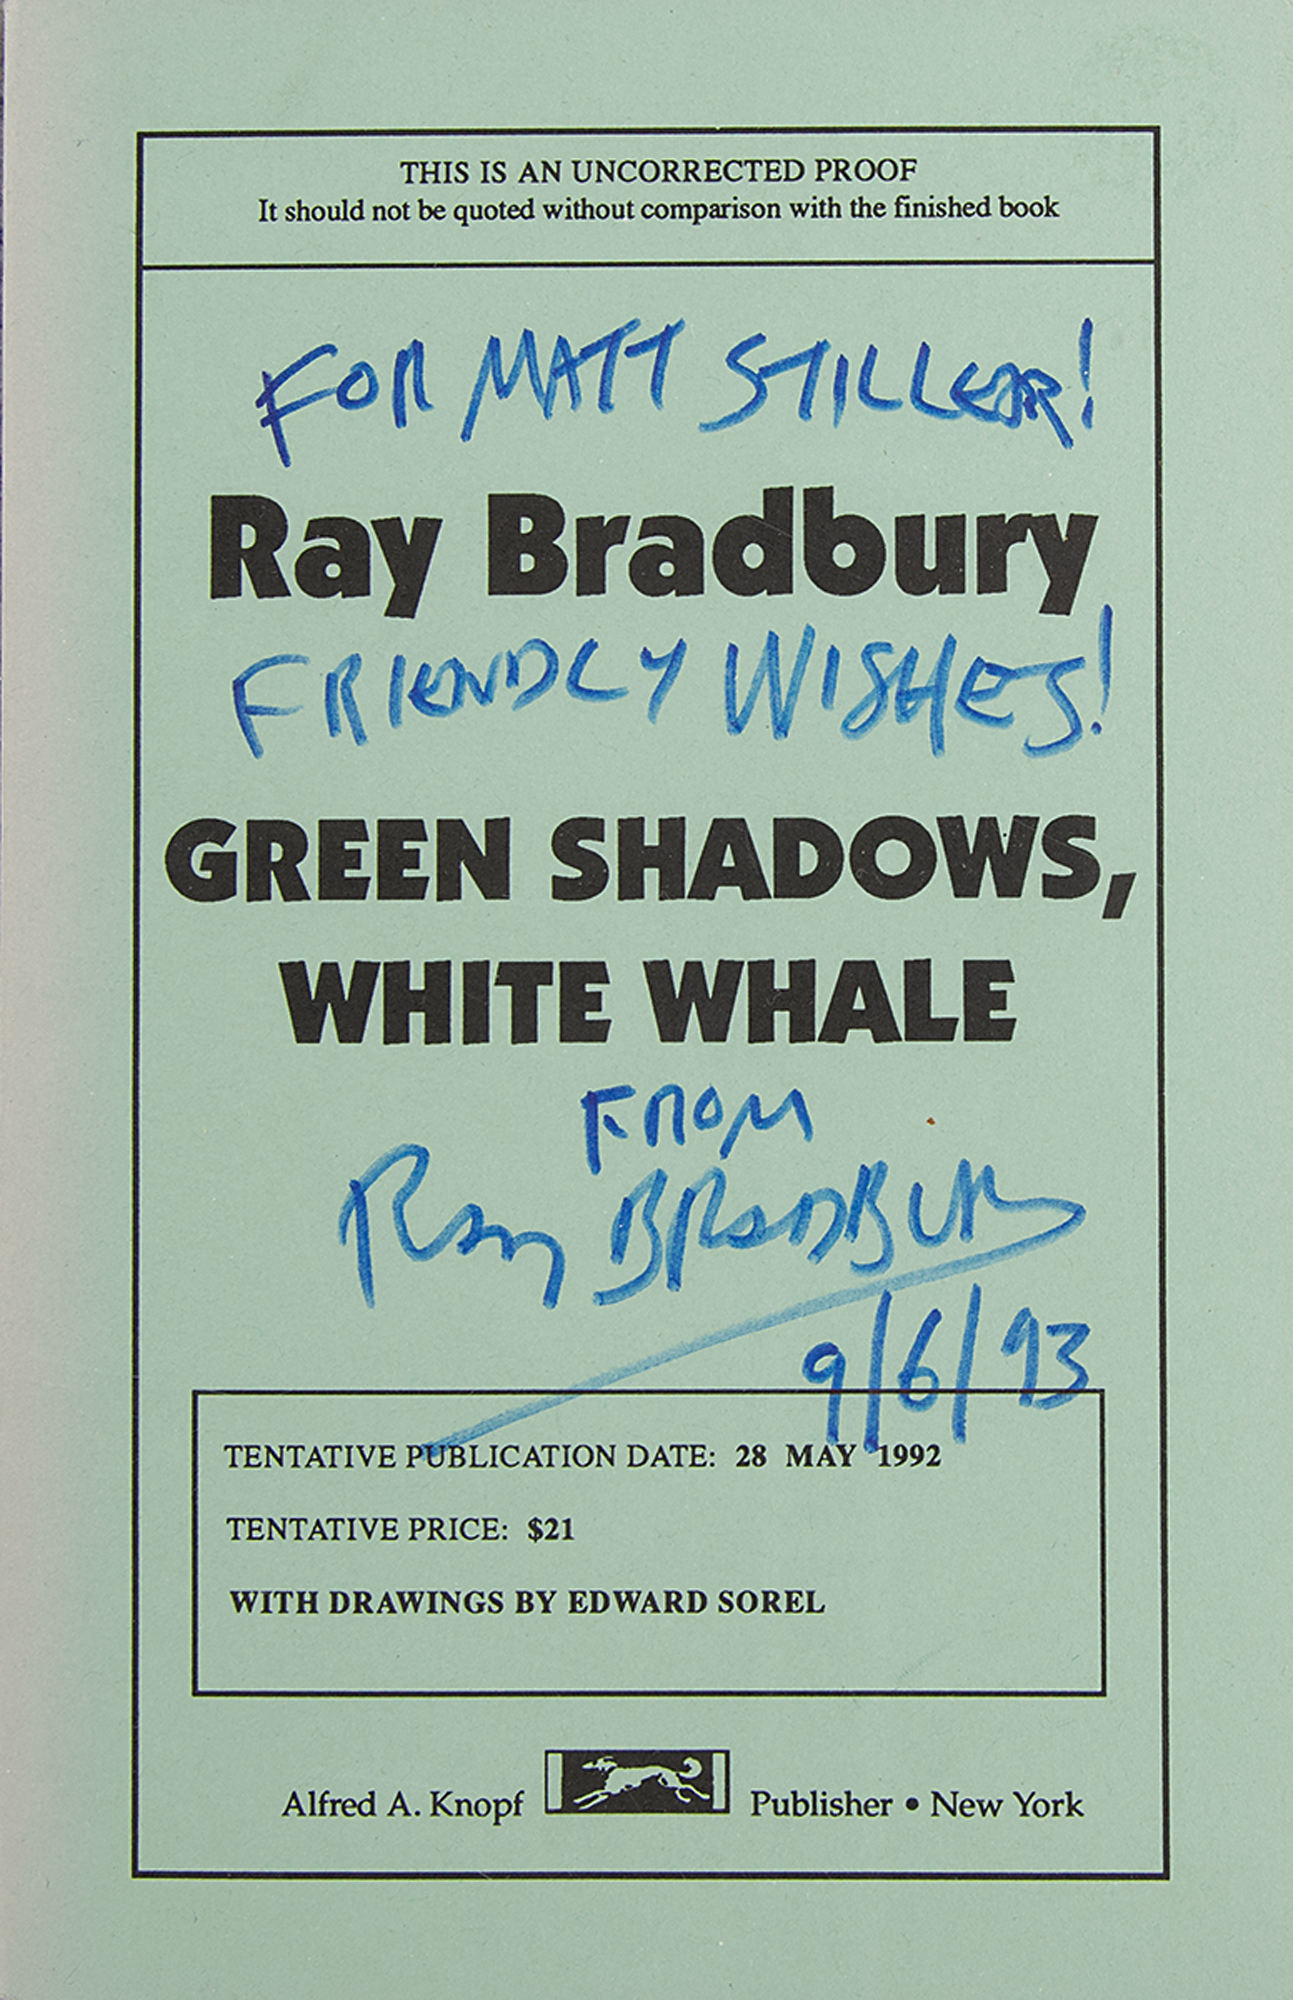 THIS IS AN UNCORRECTED PROOF
It should not be quoted without comparison with the finished book
FOR MATT STILLER!
Ray Bradbury
FRIENDLY WISHES!
GREEN SHADOWS,
WHITE WHALE
FROM
RAY BRADBURY
9/6/93
TENTATIVE PUBLICATION DATE: 28 MAY 1992
TENTATIVE PRICE: $21
WITH DRAWINGS BY EDWARD SOREL
Alfred A. Knopf Publisher • New York